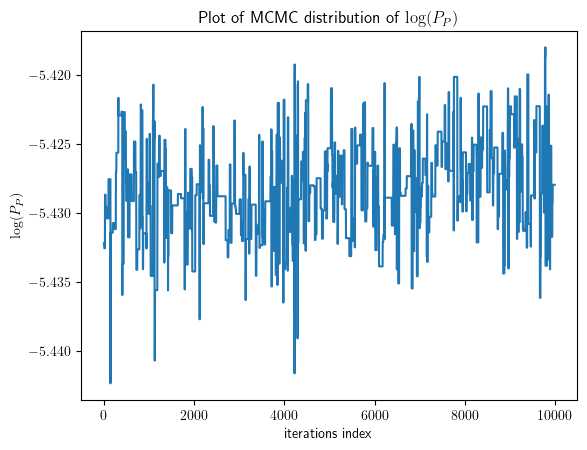 Plot of MCMC distribution of log(P_P)
−5.420
−5.425
−5.430
−5.435
−5.440
log(P_P)
0 2000 4000 6000 8000 10000
iterations index